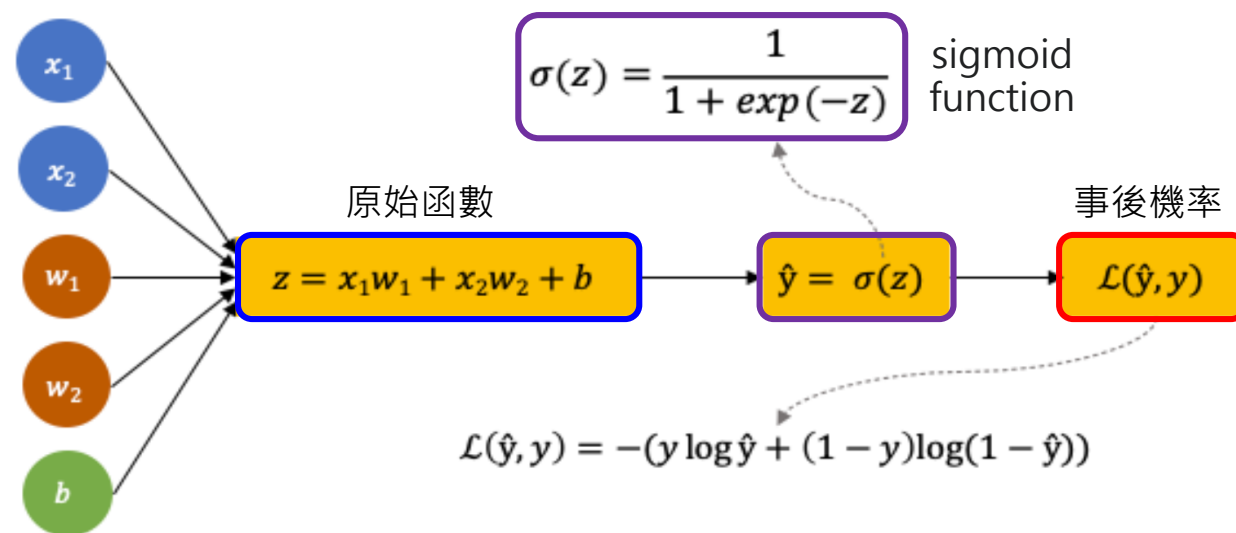 x₁
x₂
w₁
w₂
b
σ(z) = 1 / (1 + exp(−z))
sigmoid
function
原始函數
z = x₁w₁ + x₂w₂ + b
ŷ = σ(z)
事後機率
ℒ(ŷ, y)
ℒ(ŷ, y) = −(y log ŷ + (1 − y)log(1 − ŷ))